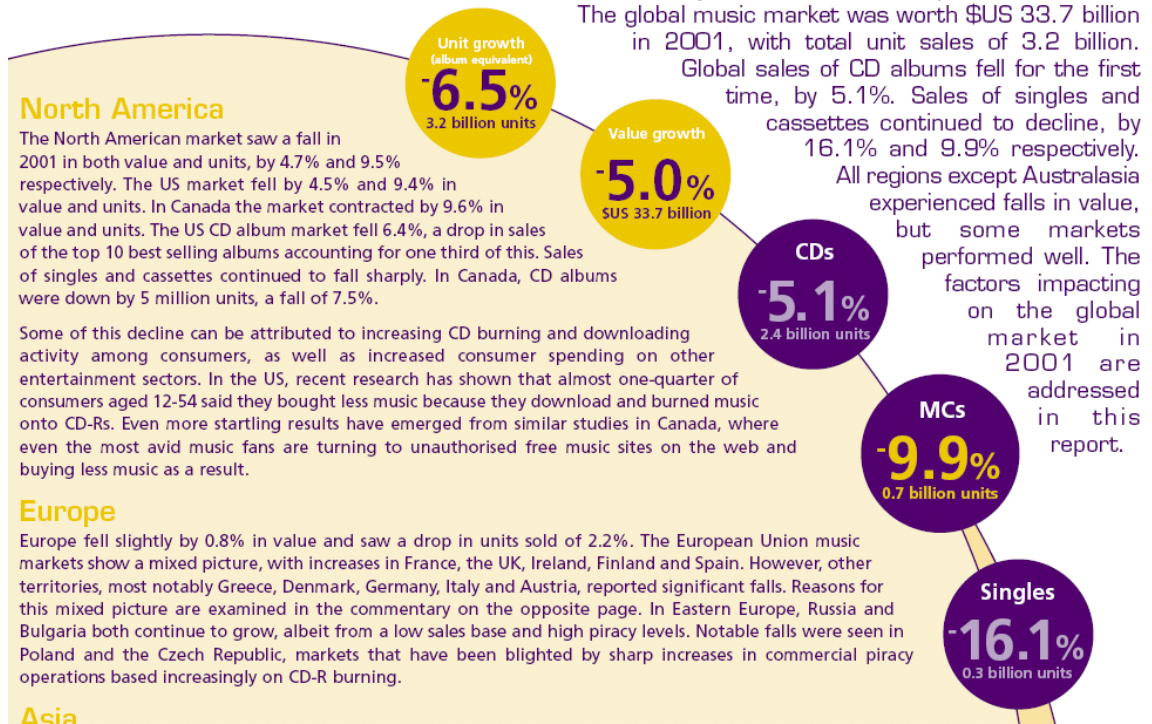 The global music market was worth $US 33.7 billion
in 2001, with total unit sales of 3.2 billion.
Global sales of CD albums fell for the first
time, by 5.1%. Sales of singles and
cassettes continued to decline, by
16.1% and 9.9% respectively.
All regions except Australasia
experienced falls in value,
but some markets
performed well. The
factors impacting
on the global
market in
2001 are
addressed
in this
report.
Unit growth
(album equivalent)
-6.5%
3.2 billion units
Value growth
-5.0%
$US 33.7 billion
CDs
-5.1%
2.4 billion units
MCs
-9.9%
0.7 billion units
Singles
-16.1%
0.3 billion units
North America
The North American market saw a fall in
2001 in both value and units, by 4.7% and 9.5%
respectively. The US market fell by 4.5% and 9.4% in
value and units. In Canada the market contracted by 9.6% in
value and units. The US CD album market fell 6.4%, a drop in sales
of the top 10 best selling albums accounting for one third of this. Sales
of singles and cassettes continued to fall sharply. In Canada, CD albums
were down by 5 million units, a fall of 7.5%.
Some of this decline can be attributed to increasing CD burning and downloading
activity among consumers, as well as increased consumer spending on other
entertainment sectors. In the US, recent research has shown that almost one-quarter of
consumers aged 12-54 said they bought less music because they download and burned music
onto CD-Rs. Even more startling results have emerged from similar studies in Canada, where
even the most avid music fans are turning to unauthorised free music sites on the web and
buying less music as a result.
Europe
Europe fell slightly by 0.8% in value and saw a drop in units sold of 2.2%. The European Union music
markets show a mixed picture, with increases in France, the UK, Ireland, Finland and Spain. However, other
territories, most notably Greece, Denmark, Germany, Italy and Austria, reported significant falls. Reasons for
this mixed picture are examined in the commentary on the opposite page. In Eastern Europe, Russia and
Bulgaria both continue to grow, albeit from a low sales base and high piracy levels. Notable falls were seen in
Poland and the Czech Republic, markets that have been blighted by sharp increases in commercial piracy
operations based increasingly on CD-R burning.
Asia